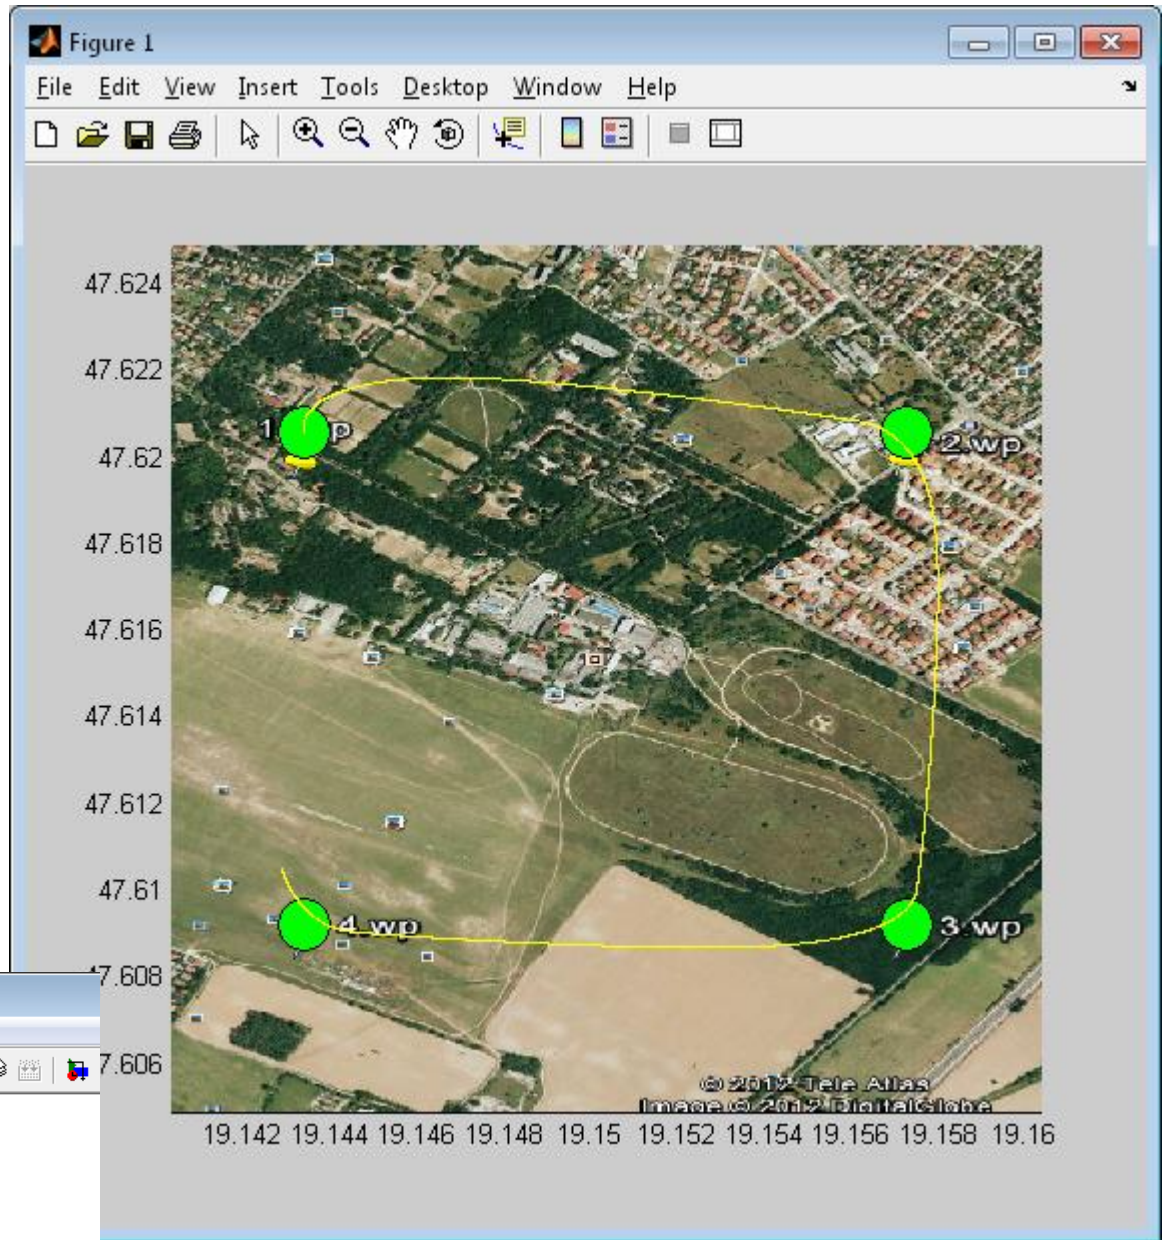 Figure 1
File Edit View Insert Tools Desktop Window Help
47.624
47.622
1. p
2.wp
47.62
47.618
47.616
47.614
47.612
47.61
4.wp
3.wp
47.608
7.606
© 2012 Tele Atlas
Image © 2012 DigitalGlobe
19.142 19.144 19.146 19.148 19.15 19.152 19.154 19.156 19.158 19.16